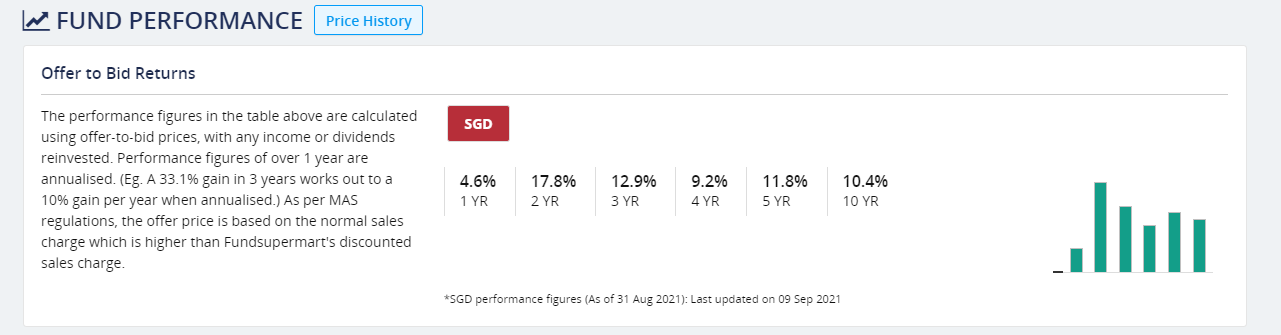 FUND PERFORMANCE Price History
Offer to Bid Returns
The performance figures in the table above are calculated
using offer-to-bid prices, with any income or dividends
reinvested. Performance figures of over 1 year are
annualised. (Eg. A 33.1% gain in 3 years works out to a
10% gain per year when annualised.) As per MAS
regulations, the offer price is based on the normal sales
charge which is higher than Fundsupermart's discounted
sales charge.
SGD
4.6% 17.8% 12.9% 9.2% 11.8% 10.4%
1 YR 2 YR 3 YR 4 YR 5 YR 10 YR
*SGD performance figures (As of 31 Aug 2021): Last updated on 09 Sep 2021